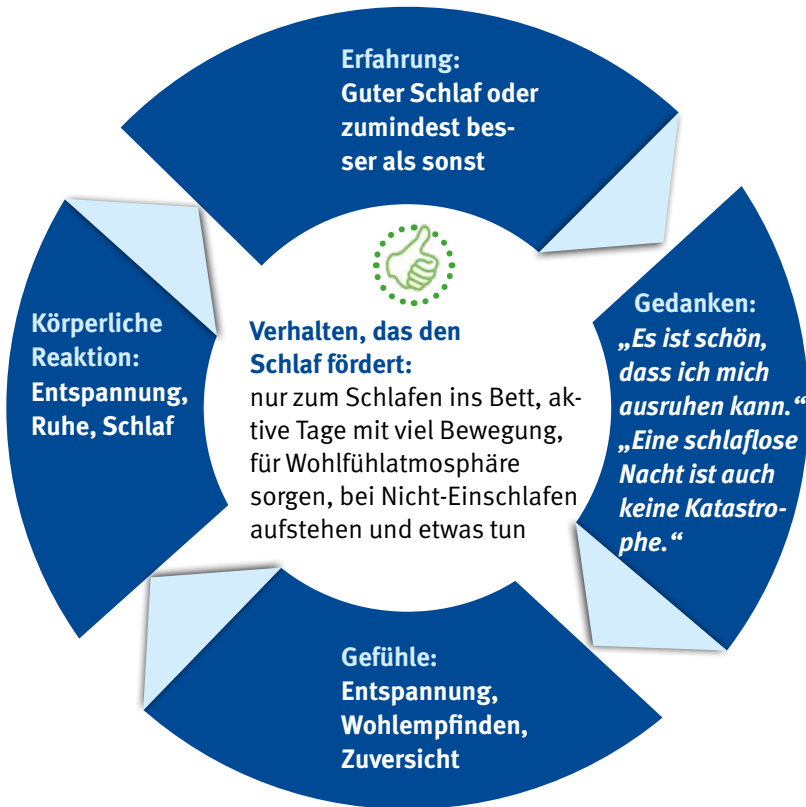 Erfahrung:
Guter Schlaf oder
zumindest bes-
ser als sonst
Gedanken:
„Es ist schön,
dass ich mich
ausruhen kann.“
„Eine schlaflose
Nacht ist auch
keine Katastro-
phe.“
Gefühle:
Entspannung,
Wohlempfinden,
Zuversicht
Körperliche
Reaktion:
Entspannung,
Ruhe, Schlaf
Verhalten, das den
Schlaf fördert:
nur zum Schlafen ins Bett, ak-
tive Tage mit viel Bewegung,
für Wohlfühlatmosphäre
sorgen, bei Nicht-Einschlafen
aufstehen und etwas tun